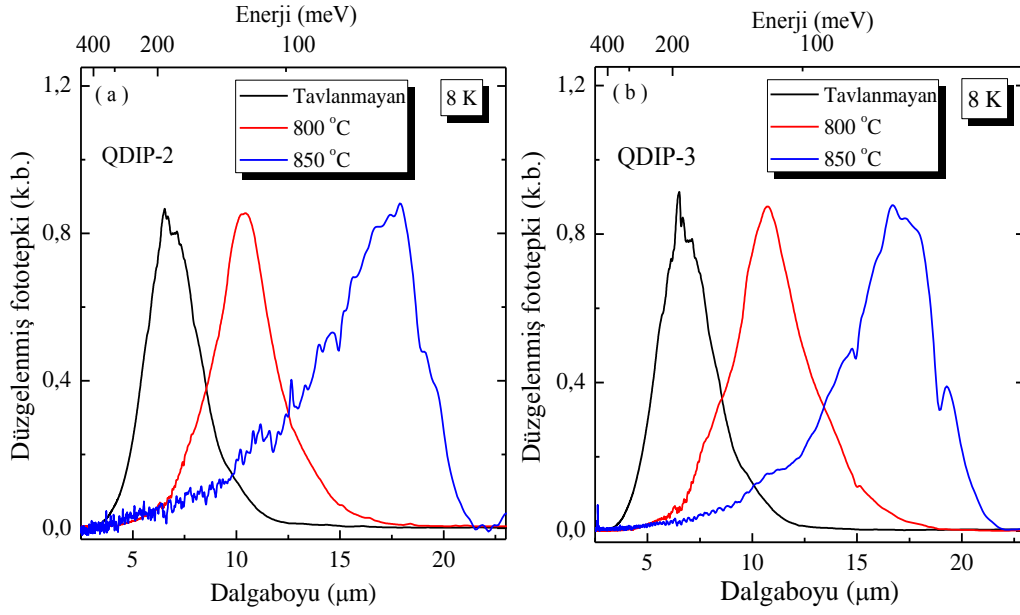 Enerji (meV)
400
200
100
1,2
( a )
Tavlanmayan
800 °C
850 °C
8 K
QDIP-2
0,8
0,4
0,0
Düzgelenmiş fototepki (k.b.)
5
10
15
20
Dalgaboyu (μm)
Enerji (meV)
400
200
100
1,2
( b )
Tavlanmayan
800 °C
850 °C
8 K
QDIP-3
0,8
0,4
0,0
Düzgelenmiş fototepki (k.b.)
5
10
15
20
Dalgaboyu (μm)